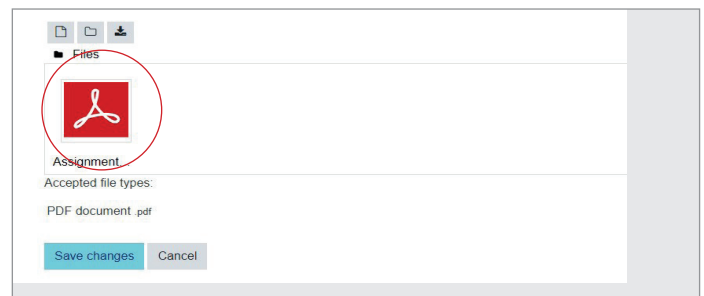 Files
Assignment...
Accepted file types:
PDF document .pdf
Save changes Cancel